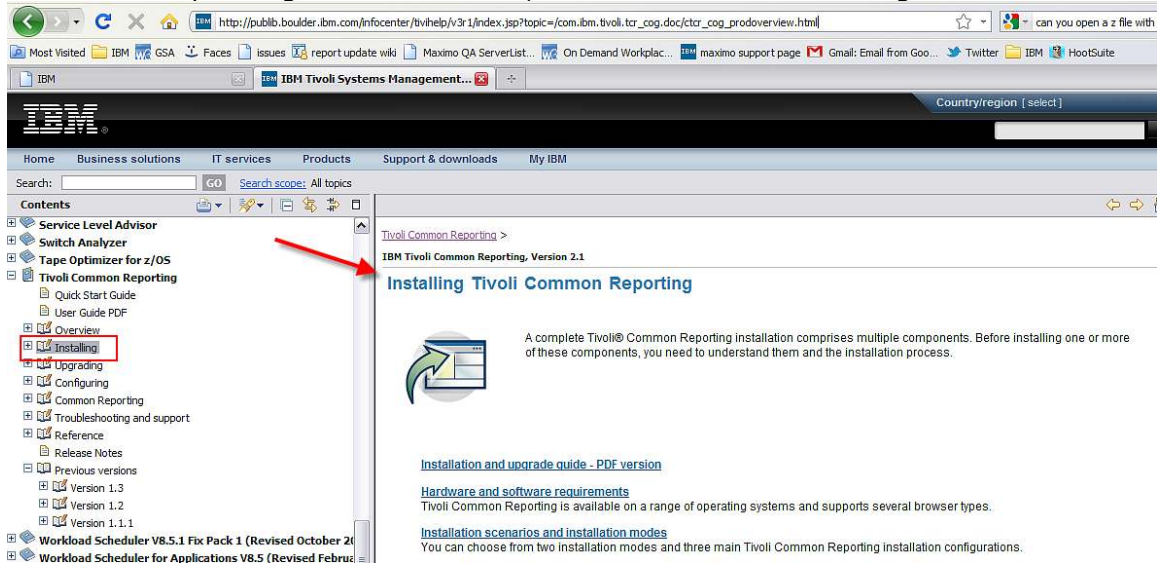 http://publib.boulder.ibm.com/infocenter/tivihelp/v3r1/index.jsp?topic=/com.ibm.tivoli.tcr_cog.doc/ctcr_cog_prodoverview.html can you open a z file with
Most Visited IBM GSA Faces issues report update wiki Maximo QA ServerList... On Demand Workplac... maximo support page Gmail: Email from Goo... Twitter IBM HootSuite
IBM IBM Tivoli Systems Management...
Country/region [ select ]
IBM ®
Home Business solutions IT services Products Support & downloads My IBM
Search: GO Search scope: All topics
Contents
Service Level Advisor
Switch Analyzer
Tape Optimizer for z/OS
Tivoli Common Reporting
Quick Start Guide
User Guide PDF
Overview
Installing
Upgrading
Configuring
Common Reporting
Troubleshooting and support
Reference
Release Notes
Previous versions
Version 1.3
Version 1.2
Version 1.1.1
Workload Scheduler V8.5.1 Fix Pack 1 (Revised October
Workload Scheduler for Applications V8.5 (Revised
Tivoli Common Reporting >
IBM Tivoli Common Reporting, Version 2.1
Installing Tivoli Common Reporting
A complete Tivoli® Common Reporting installation comprises multiple components. Before installing one or more
of these components, you need to understand them and the installation process.
Installation and upgrade guide - PDF version
Hardware and software requirements
Tivoli Common Reporting is available on a range of operating systems and supports several browser types.
Installation scenarios and installation modes
You can choose from two installation modes and three main Tivoli Common Reporting installation configurations.